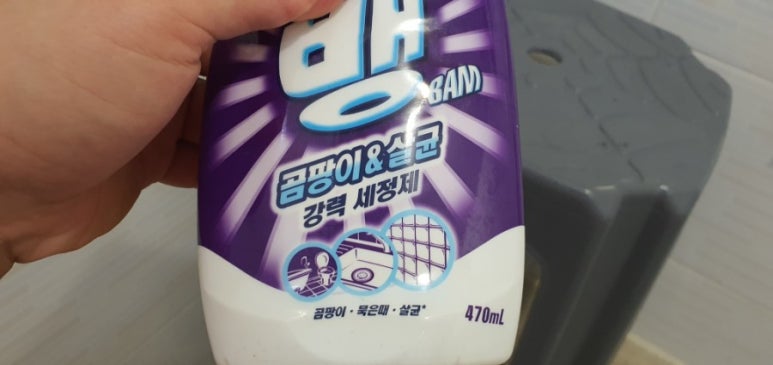 뱅
BAM
곰팡이&살균
강력 세정제
곰팡이 · 묵은때 · 살균*
470mL